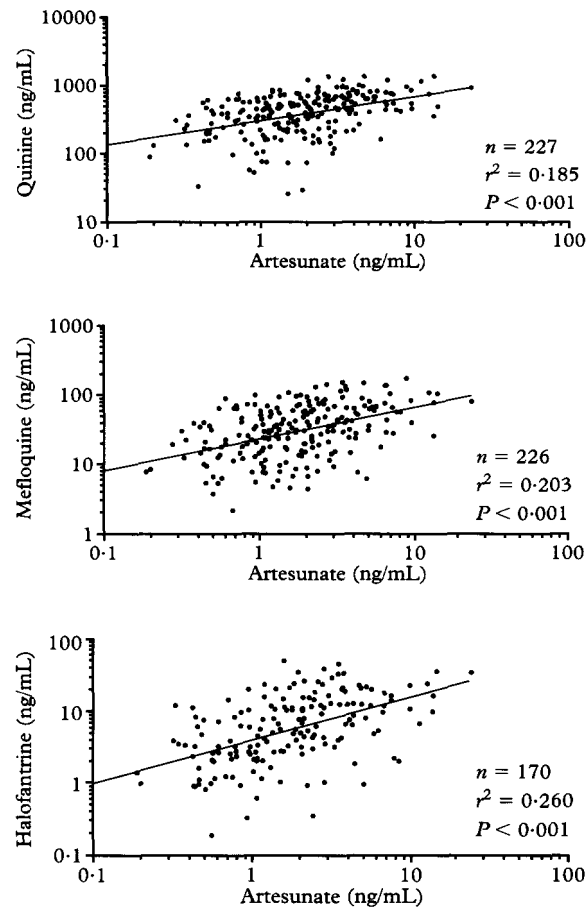 10000
1000
100
10
Quinine (ng/mL)
n = 227
r² = 0·185
P < 0·001
0·1 1 10 100
Artesunate (ng/mL)
1000
100
10
1
Mefloquine (ng/mL)
n = 226
r² = 0·203
P < 0·001
0·1 1 10 100
Artesunate (ng/mL)
100
10
1
0·1
Halofantrine (ng/mL)
n = 170
r² = 0·260
P < 0·001
0·1 1 10 100
Artesunate (ng/mL)